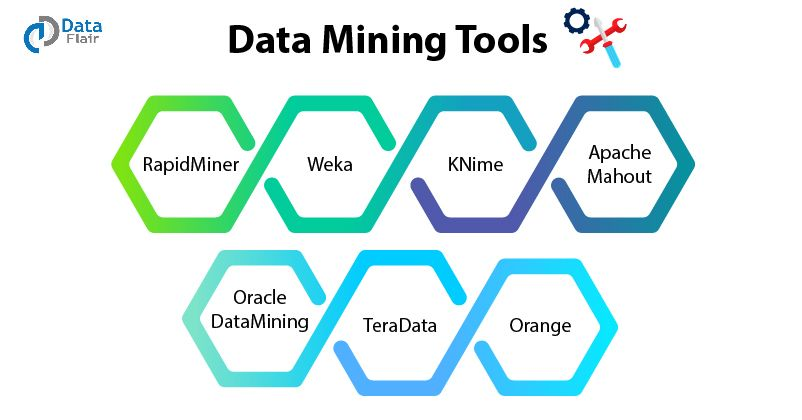 Data
Flair
Data Mining Tools
RapidMiner
Weka
KNime
Apache
Mahout
Oracle
DataMining
TeraData
Orange